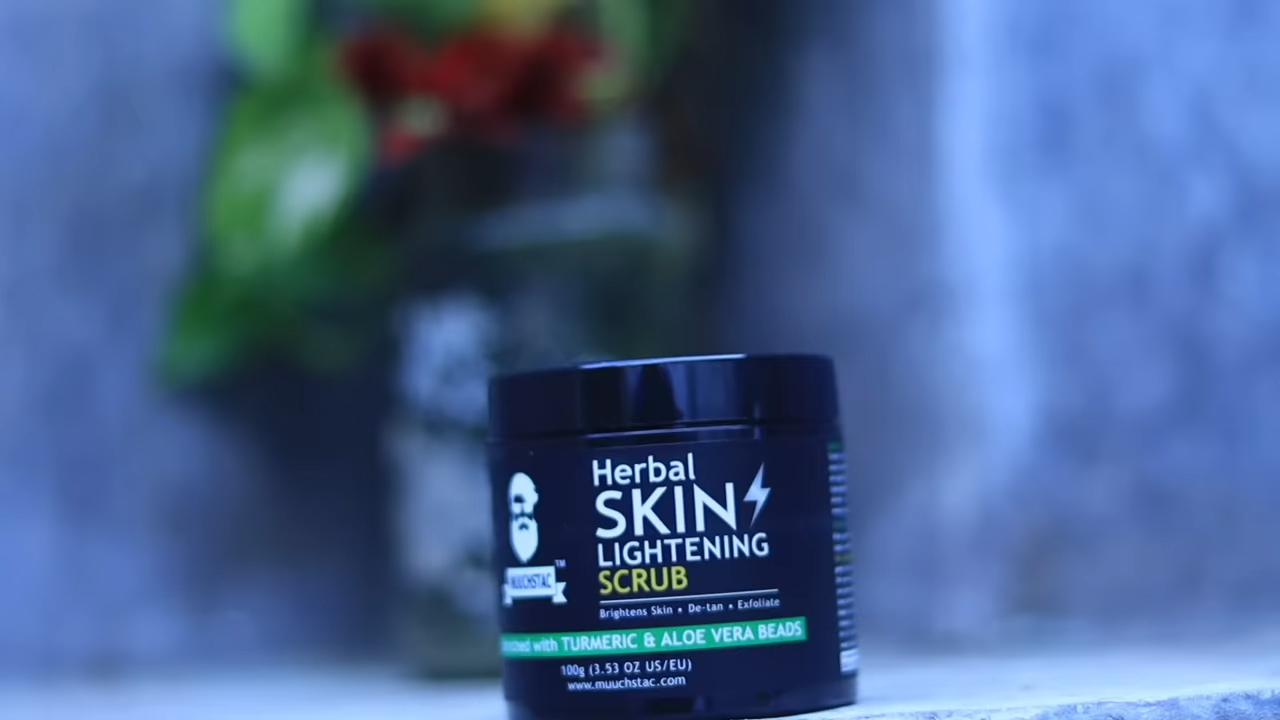 Herbal
SKIN
LIGHTENING
SCRUB
MUUCHSTAC
TM
Brightens Skin • De-tan • Exfoliate
with TURMERIC & ALOE VERA BEADS
100g (3.53 OZ US/EU)
www.muuchstac.com